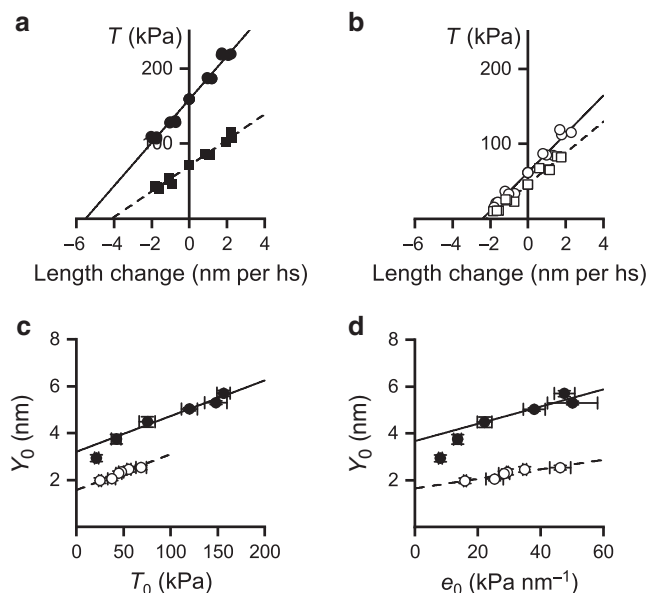 a
T (kPa)
200
100
−6 −4 −2 0 2 4
Length change (nm per hs)
b
T (kPa)
200
100
−6 −4 −2 0 2 4
Length change (nm per hs)
c
8
6
4
2
0
Y0 (nm)
0 50 100 150 200
T0 (kPa)
d
8
6
4
2
0
Y0 (nm)
0 20 40 60
e0 (kPa nm−1)